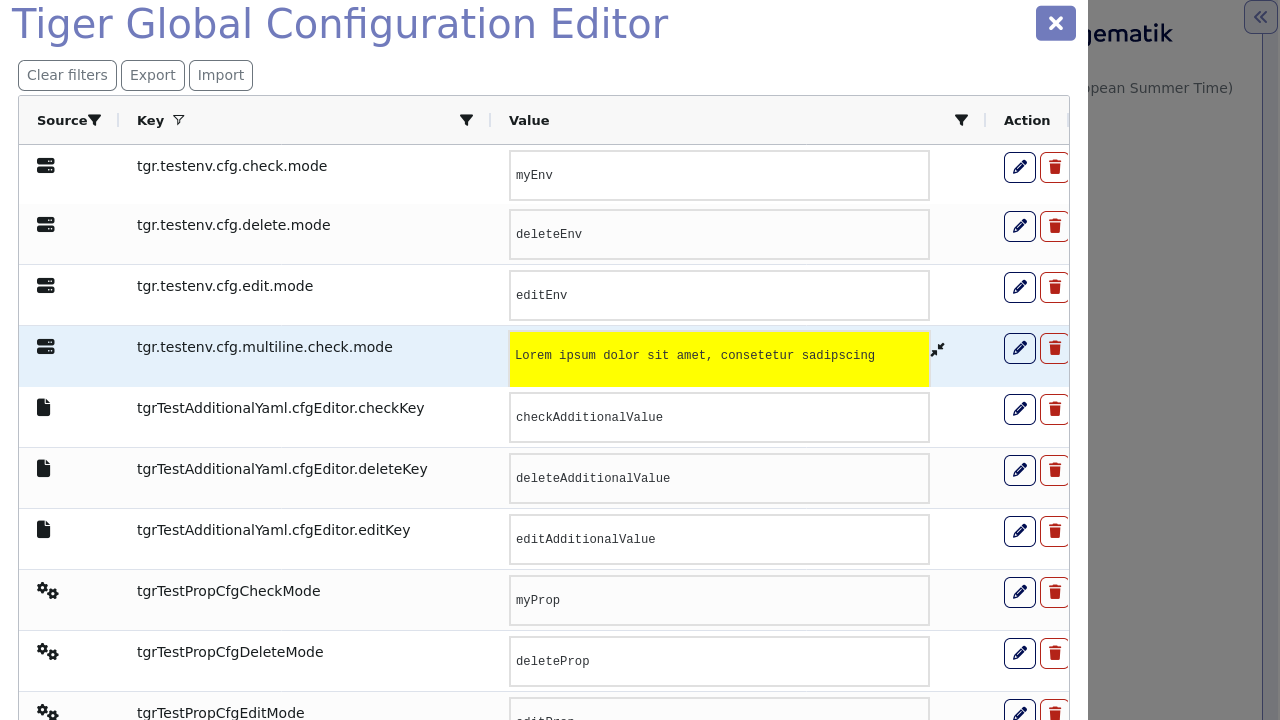 Tiger Global Configuration Editor
gematik
Clear filters Export Import
pean Summer Time)
Source Key Value Action
tgr.testenv.cfg.check.mode myEnv
tgr.testenv.cfg.delete.mode deleteEnv
tgr.testenv.cfg.edit.mode editEnv
tgr.testenv.cfg.multiline.check.mode Lorem ipsum dolor sit amet, consetetur sadipscing
tgrTestAdditionalYaml.cfgEditor.checkKey checkAdditionalValue
tgrTestAdditionalYaml.cfgEditor.deleteKey deleteAdditionalValue
tgrTestAdditionalYaml.cfgEditor.editKey editAdditionalValue
tgrTestPropCfgCheckMode myProp
tgrTestPropCfgDeleteMode deleteProp
tgrTestPropCfgEditMode editProp